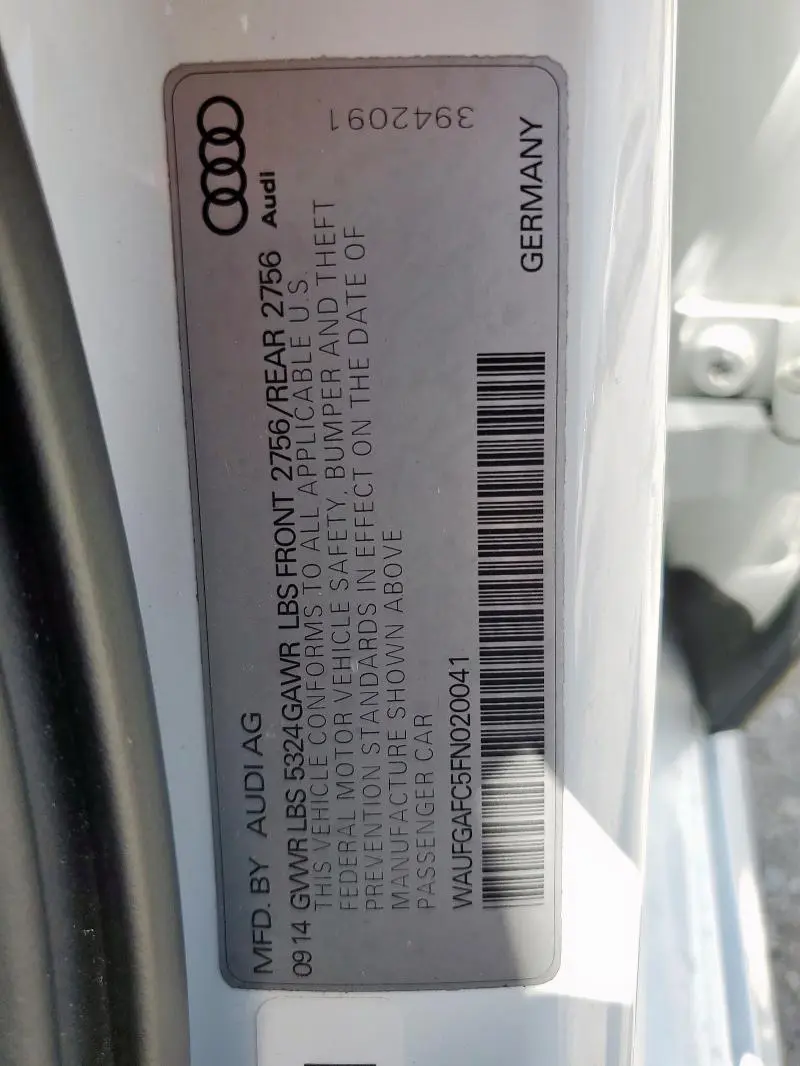 MFD. BY AUDI AG
0914 GVWR LBS 5324 GAWR LBS FRONT 2756/REAR 2756
Audi
THIS VEHICLE CONFORMS TO ALL APPLICABLE U.S.
FEDERAL MOTOR VEHICLE SAFETY, BUMPER AND THEFT
PREVENTION STANDARDS IN EFFECT ON THE DATE OF
MANUFACTURE SHOWN ABOVE
PASSENGER CAR
WAUFGAFC5FN020041
GERMANY
3942091